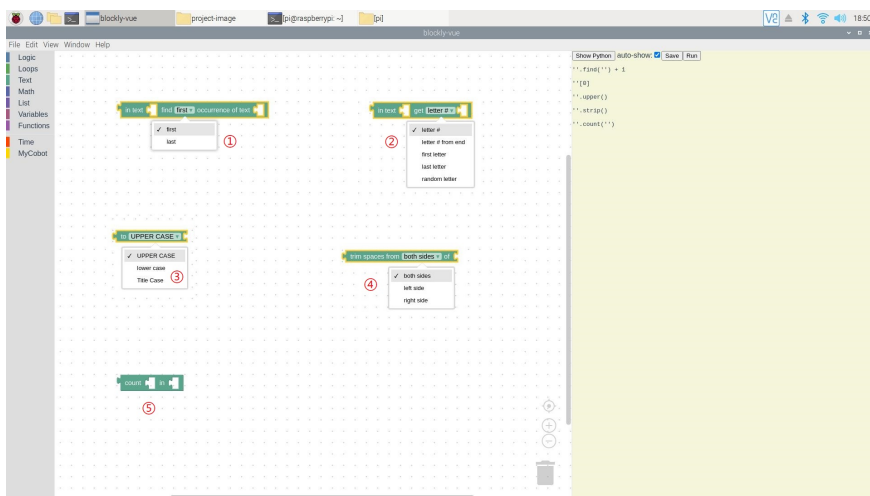 blockly-vue
project-image
[pi@raspberrypi: ~]
[pi]
V2
18:50
blockly-vue
File Edit View Window Help
Logic
Loops
Text
Math
List
Variables
Functions
Time
MyCobot
in text find first ▾ occurrence of text
✓ first
last
①
in text get letter # ▾
✓ letter #
letter # from end
first letter
last letter
random letter
②
to UPPER CASE ▾
✓ UPPER CASE
lower case
Title Case
③
trim spaces from both sides ▾ of
✓ both sides
left side
right side
④
count in
⑤
Show Python auto-show: Save Run
''.find('') + 1
''[0]
''.upper()
''.strip()
''.count('')